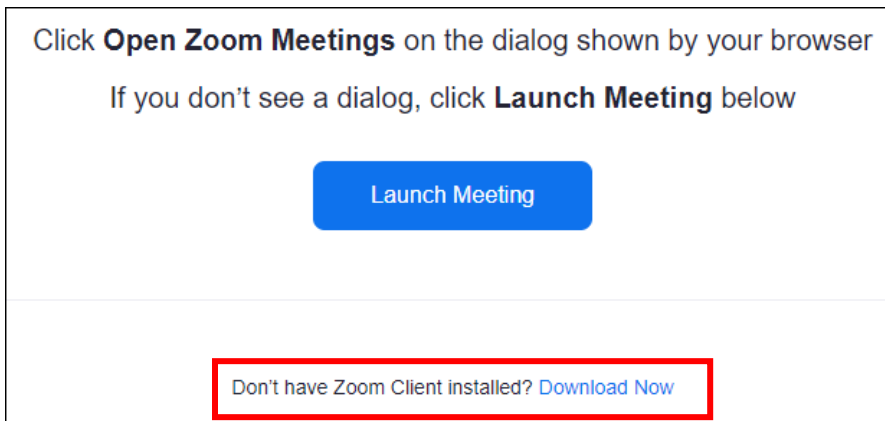 Click Open Zoom Meetings on the dialog shown by your browser
If you don’t see a dialog, click Launch Meeting below
Launch Meeting
Don’t have Zoom Client installed? Download Now